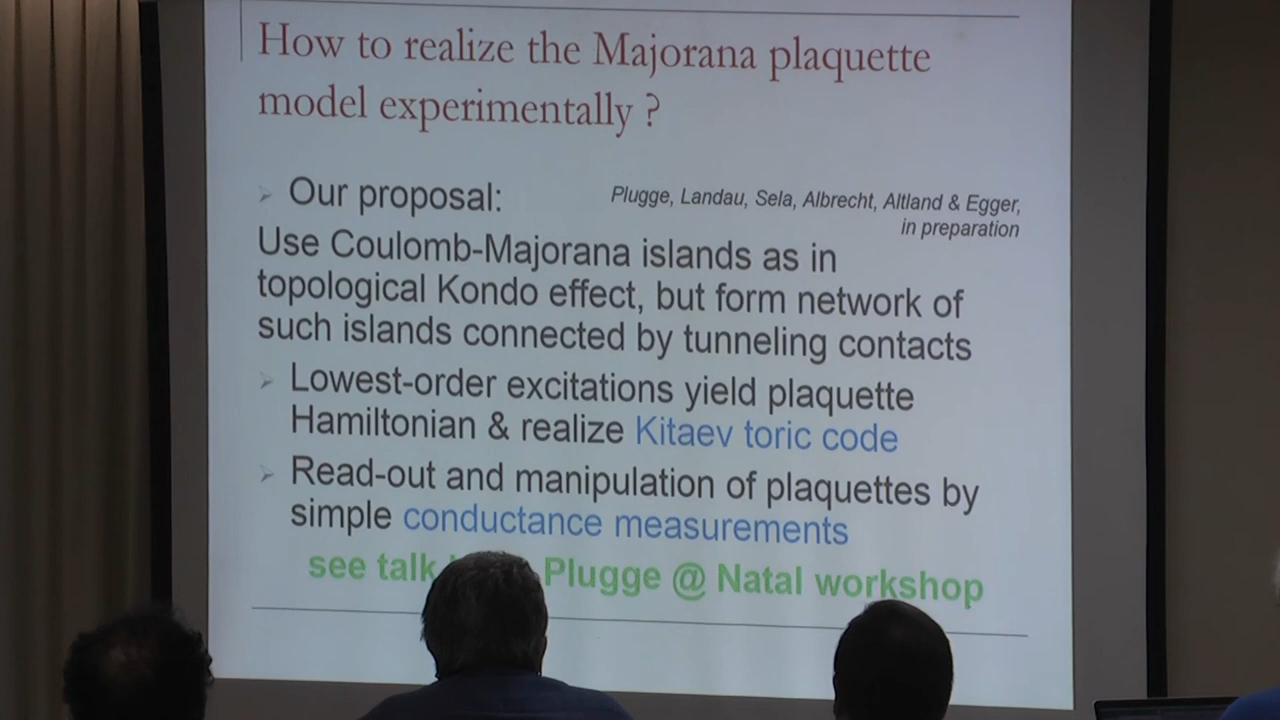 How to realize the Majorana plaquette
model experimentally ?
Our proposal:
Plugge, Landau, Sela, Albrecht, Altland & Egger,
in preparation
Use Coulomb-Majorana islands as in
topological Kondo effect, but form network of
such islands connected by tunneling contacts
Lowest-order excitations yield plaquette
Hamiltonian & realize Kitaev toric code
Read-out and manipulation of plaquettes by
simple conductance measurements
see talk Plugge @ Natal workshop